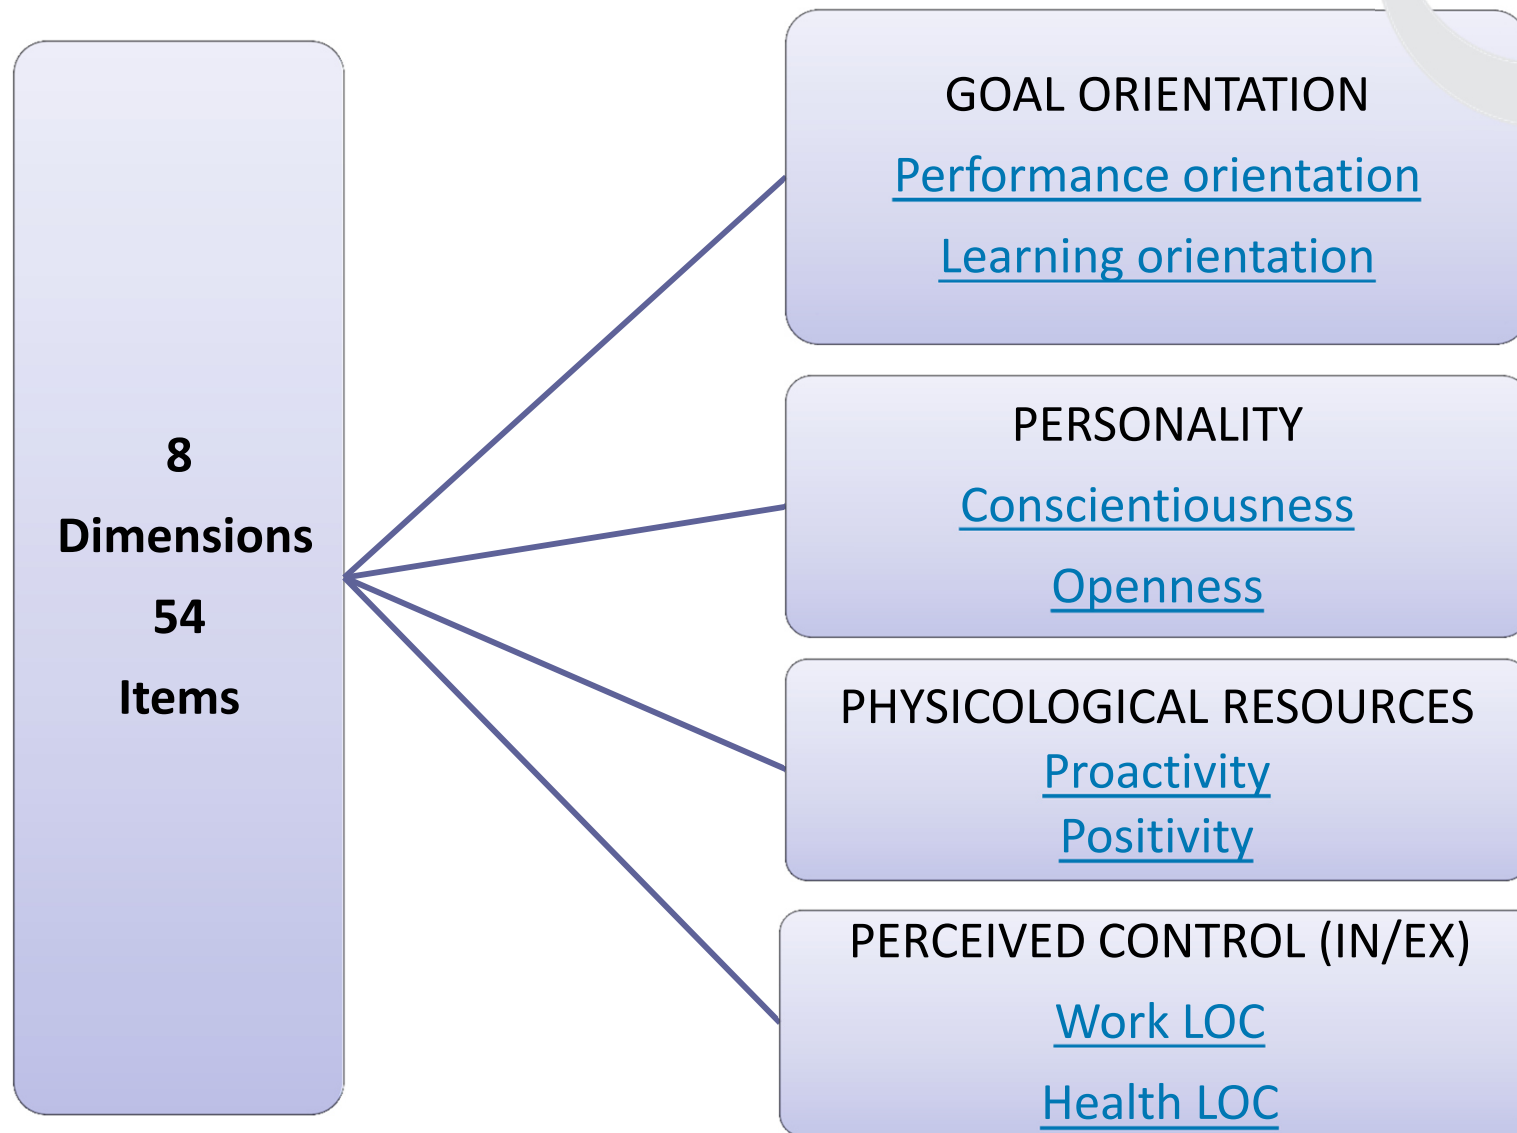 8
Dimensions
54
Items
GOAL ORIENTATION
Performance orientation
Learning orientation
PERSONALITY
Conscientiousness
Openness
PHYSICOLOGICAL RESOURCES
Proactivity
Positivity
PERCEIVED CONTROL (IN/EX)
Work LOC
Health LOC